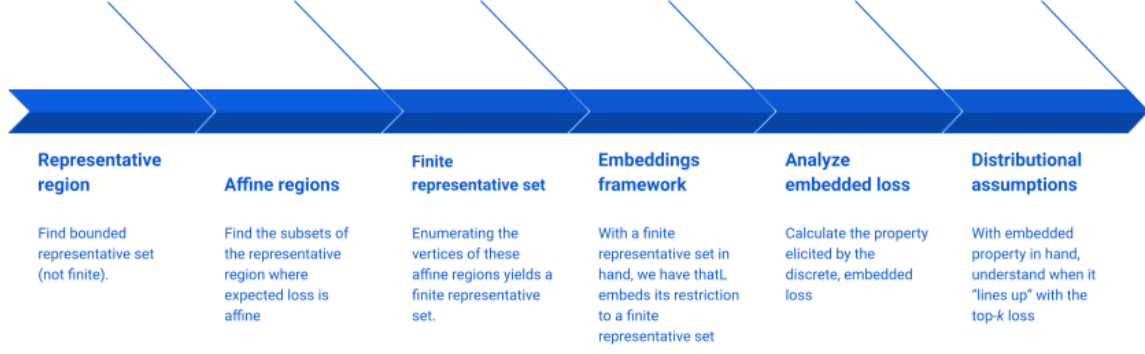 Representative
region
Find bounded
representative set
(not finite).
Affine regions
Find the subsets of
the representative
region where
expected loss is
affine
Finite
representative set
Enumerating the
vertices of these
affine regions yields a
finite representative
set.
Embeddings
framework
With a finite
representative set in
hand, we have thatL
embeds its restriction
to a finite
representative set
Analyze
embedded loss
Calculate the property
elicited by the
discrete, embedded
loss
Distributional
assumptions
With embedded
property in hand,
understand when it
“lines up” with the
top-k loss